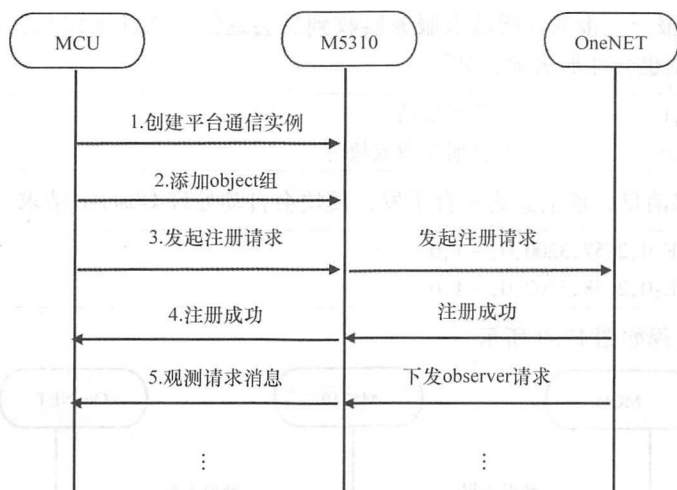 MCU
M5310
OneNET
1.创建平台通信实例
2.添加object组
3.发起注册请求
发起注册请求
4.注册成功
注册成功
5.观测请求消息
下发observer请求
⋮
⋮